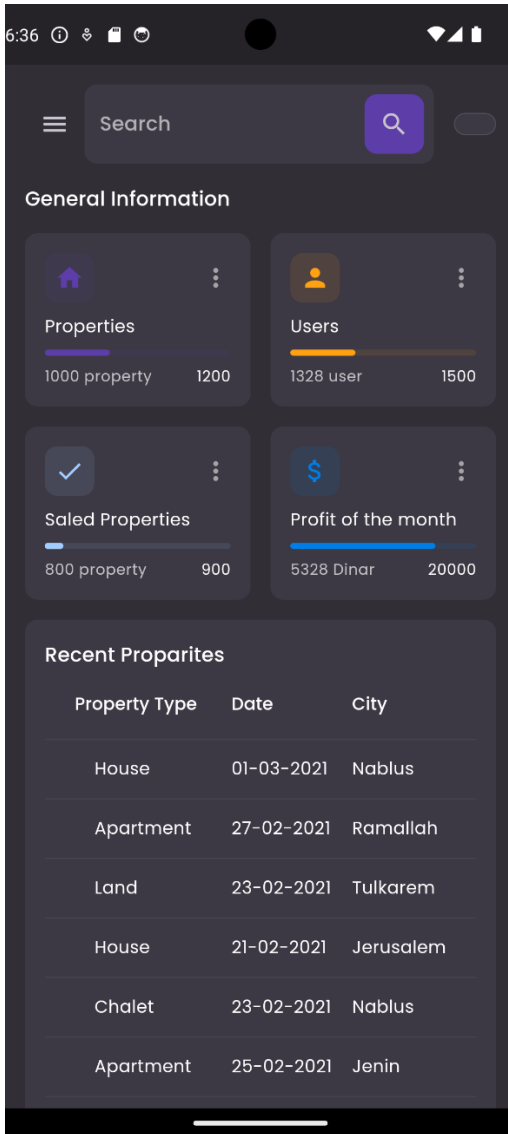 6:36
Search
General Information
Properties
1000 property 1200
Users
1328 user 1500
Saled Properties
800 property 900
Profit of the month
5328 Dinar 20000
Recent Proparites
Property Type Date City
House 01-03-2021 Nablus
Apartment 27-02-2021 Ramallah
Land 23-02-2021 Tulkarem
House 21-02-2021 Jerusalem
Chalet 23-02-2021 Nablus
Apartment 25-02-2021 Jenin